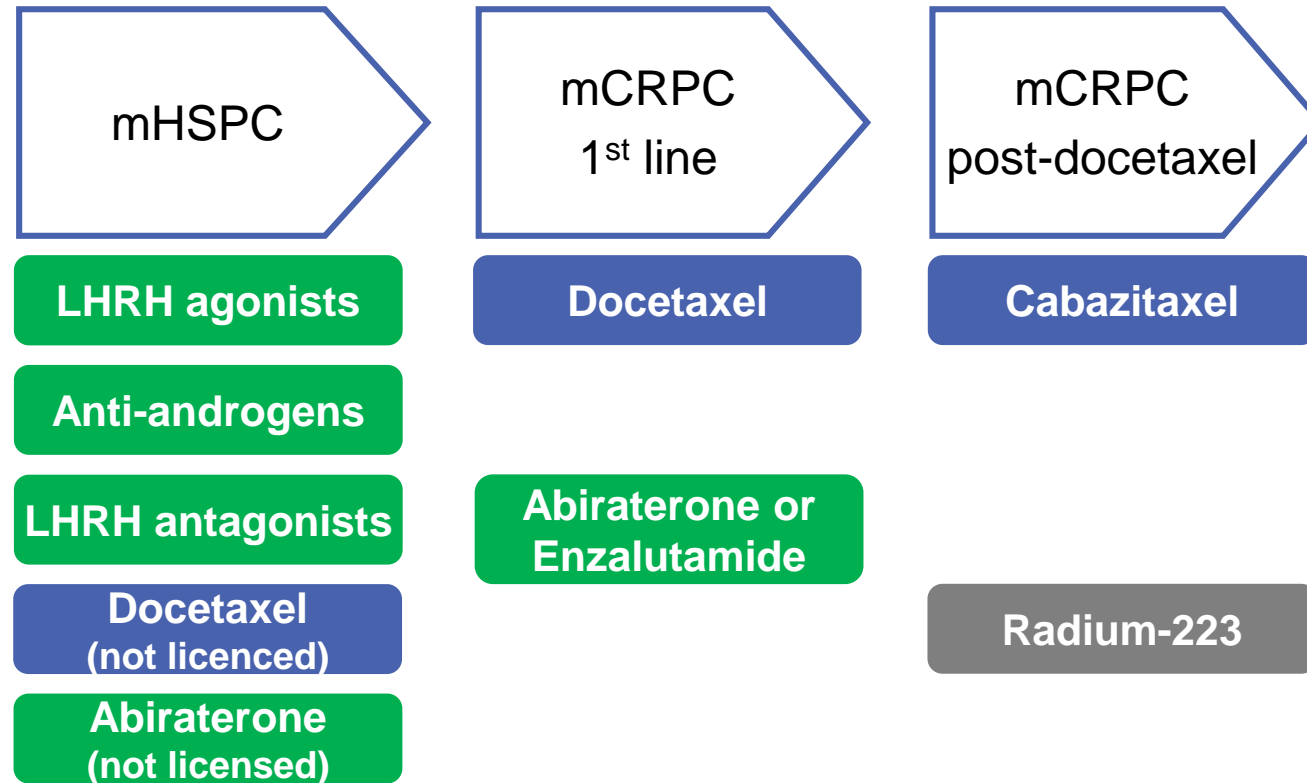 mHSPC
mCRPC
1st line
mCRPC
post-docetaxel
LHRH agonists
Docetaxel
Cabazitaxel
Anti-androgens
LHRH antagonists
Abiraterone or
Enzalutamide
Docetaxel
(not licenced)
Radium-223
Abiraterone
(not licensed)